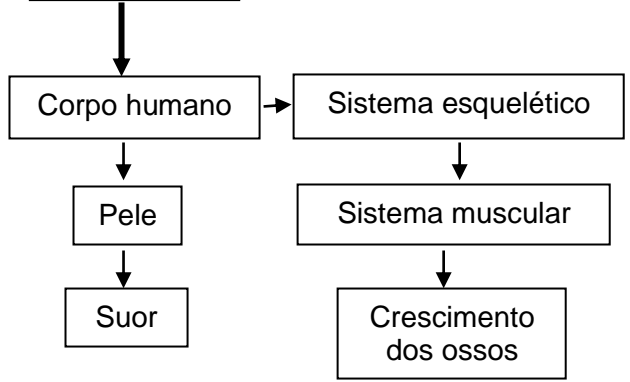 Corpo humano
Sistema esquelético
Pele
Sistema muscular
Suor
Crescimento
dos ossos